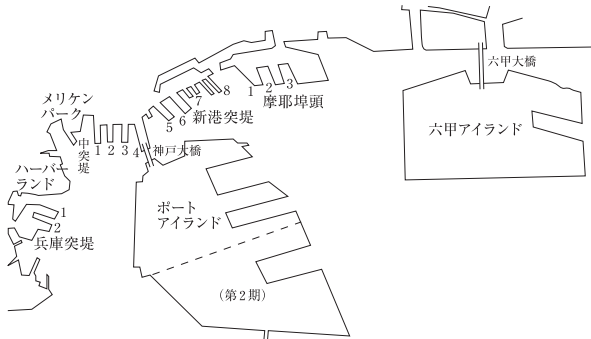 六甲大橋
六甲アイランド
1
2
3
摩耶埠頭
8
7
6
5
新港突堤
メリケン
パーク
中突堤
1
2
3
4
神戸大橋
ハーバー
ランド
1
2
兵庫突堤
ポート
アイランド
(第2期)